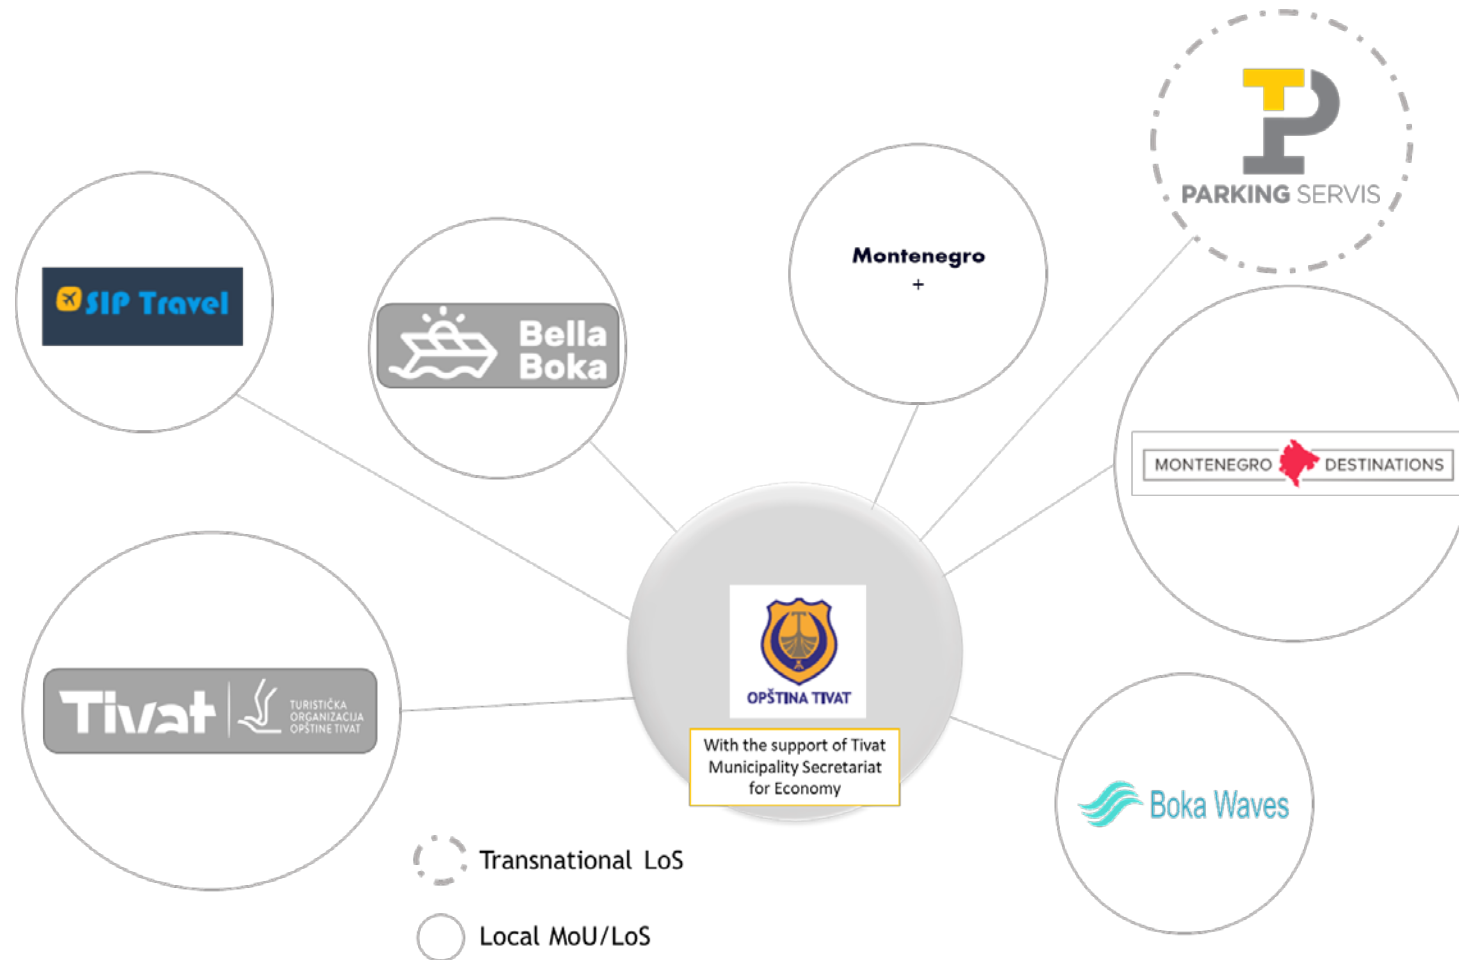 PARKING SERVIS
Montenegro
+
SIP Travel
Bella
Boka
MONTENEGRO DESTINATIONS
OPŠTINA TIVAT
With the support of Tivat
Municipality Secretariat
for Economy
Tivat
TURISTIČKA
ORGANIZACIJA
OPŠTINE TIVAT
Boka Waves
Transnational LoS
Local MoU/LoS